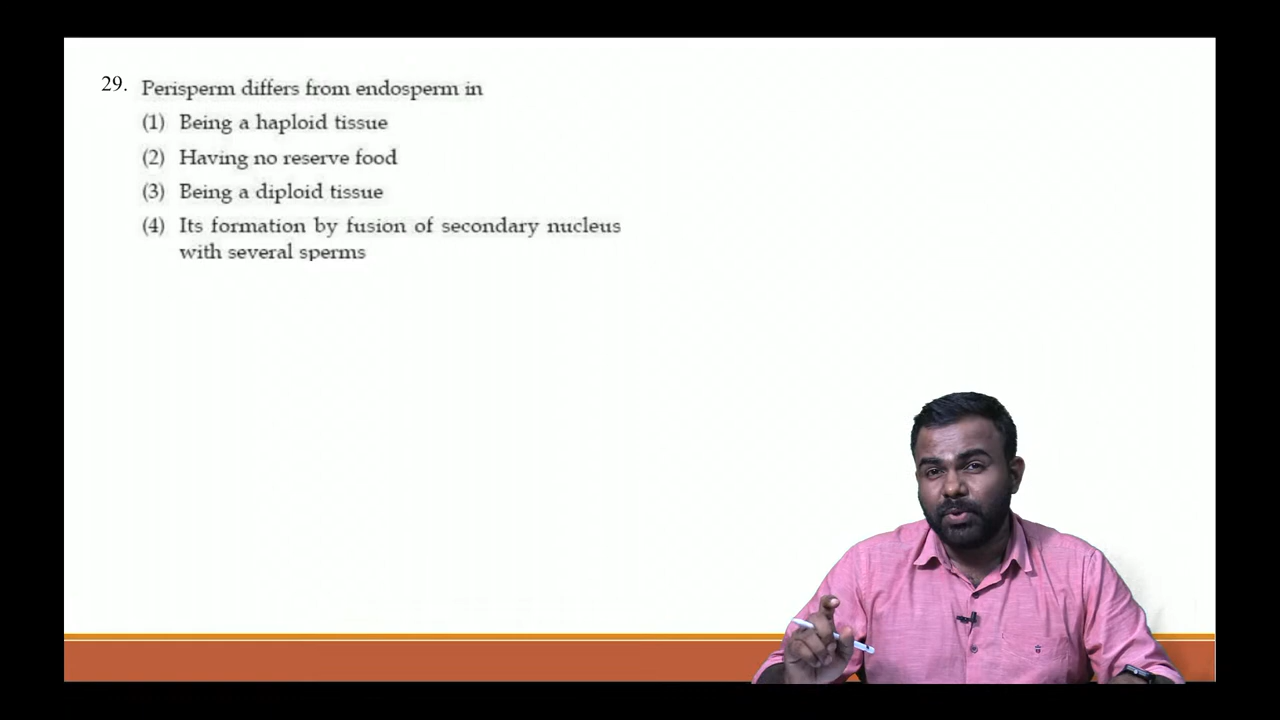 29. Perisperm differs from endosperm in
(1) Being a haploid tissue
(2) Having no reserve food
(3) Being a diploid tissue
(4) Its formation by fusion of secondary nucleus
with several sperms